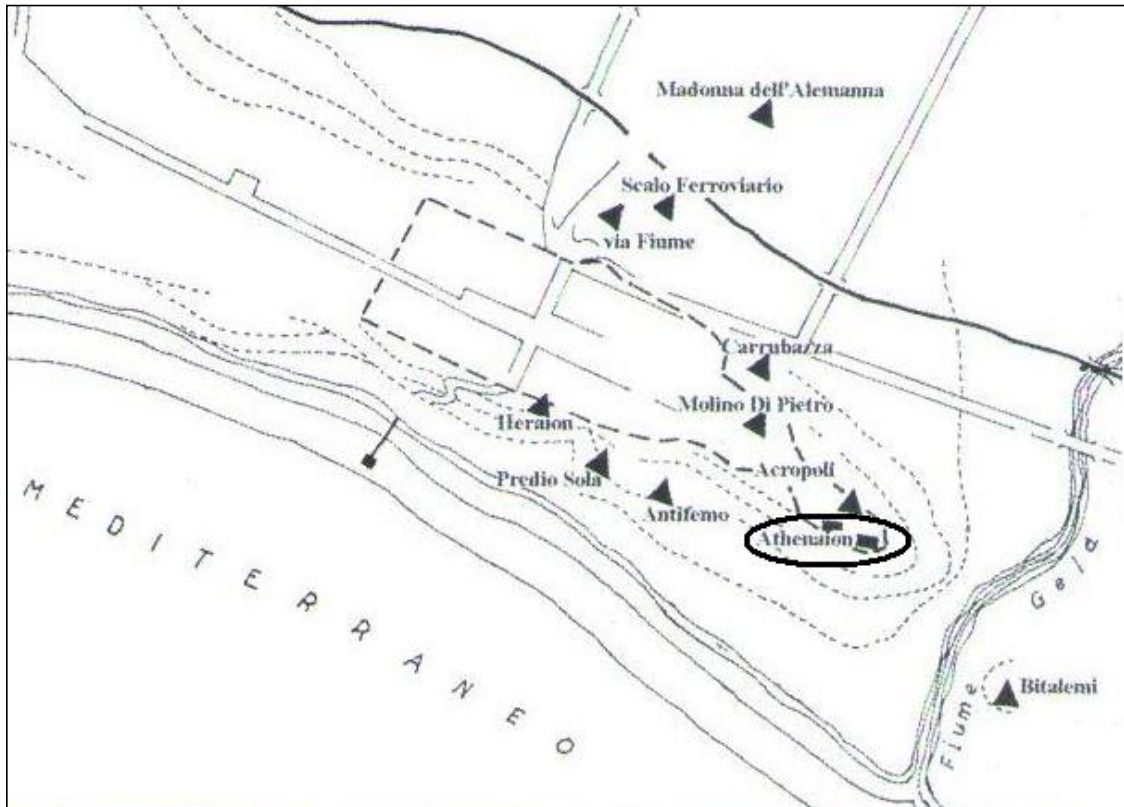 Madonna dell'Alemanna
Scalo Ferroviario
via Fiume
Carrubazza
Molino Di Pietro
Heraion
Acropoli
Predio Sola
Antifemo
Athenaion
MEDITERRANEO
Fiume Gela
Bitalemi